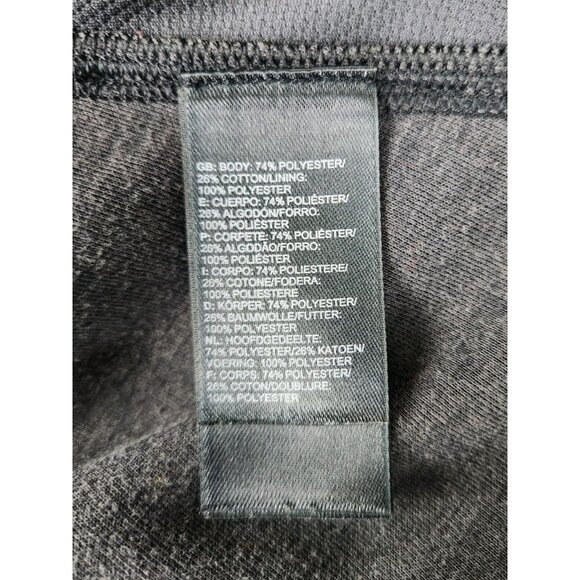 GB: BODY: 74% POLYESTER/
26% COTTON/LINING:
100% POLYESTER
E: CUERPO: 74% POLIÉSTER/
26% ALGODÓN/FORRO:
100% POLIÉSTER
P: CORPETE: 74% POLIÉSTER/
26% ALGODÃO/FORRO:
100% POLIÉSTER
I: CORPO: 74% POLIESTERE/
26% COTONE/FODERA:
100% POLIESTERE
D: KÖRPER: 74% POLYESTER/
26% BAUMWOLLE/FUTTER:
100% POLYESTER
NL: HOOFDGEDEELTE:
74% POLYESTER/26% KATOEN/
VOERING: 100% POLYESTER
F: CORPS: 74% POLYESTER/
26% COTON/DOUBLURE:
100% POLYESTER